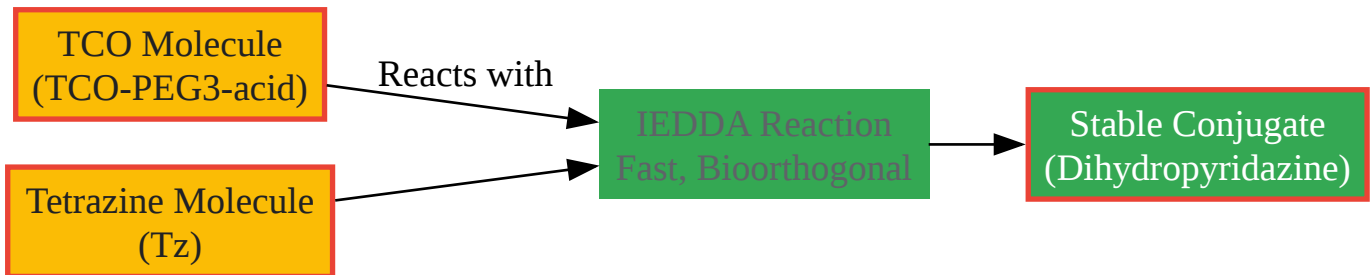 TCO Molecule
(TCO-PEG3-acid)
Reacts with
Tetrazine Molecule
(Tz)
IEDDA Reaction
Fast, Bioorthogonal
Stable Conjugate
(Dihydropyridazine)